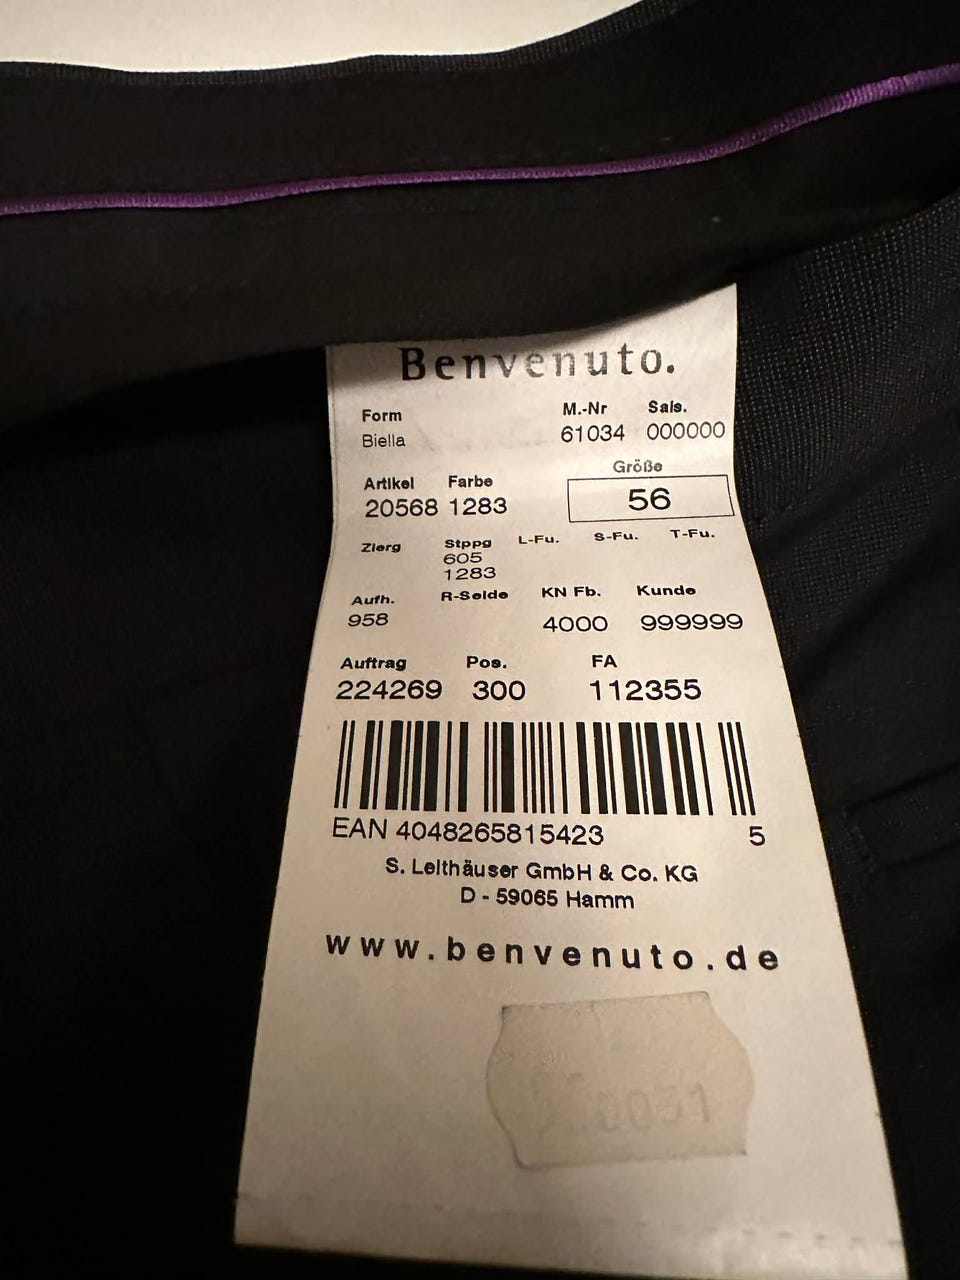 Benvenuto.
Form M.-Nr Sais.
Biella 61034 000000
Größe
Artikel Farbe
20568 1283 56
Zierg Stppg L-Fu. S-Fu. T-Fu.
605
1283
Aufh. R-Seide KN Fb. Kunde
958 4000 999999
Auftrag Pos. FA
224269 300 112355
EAN 4048265815423 5
S. Leithäuser GmbH & Co. KG
D - 59065 Hamm
www.benvenuto.de